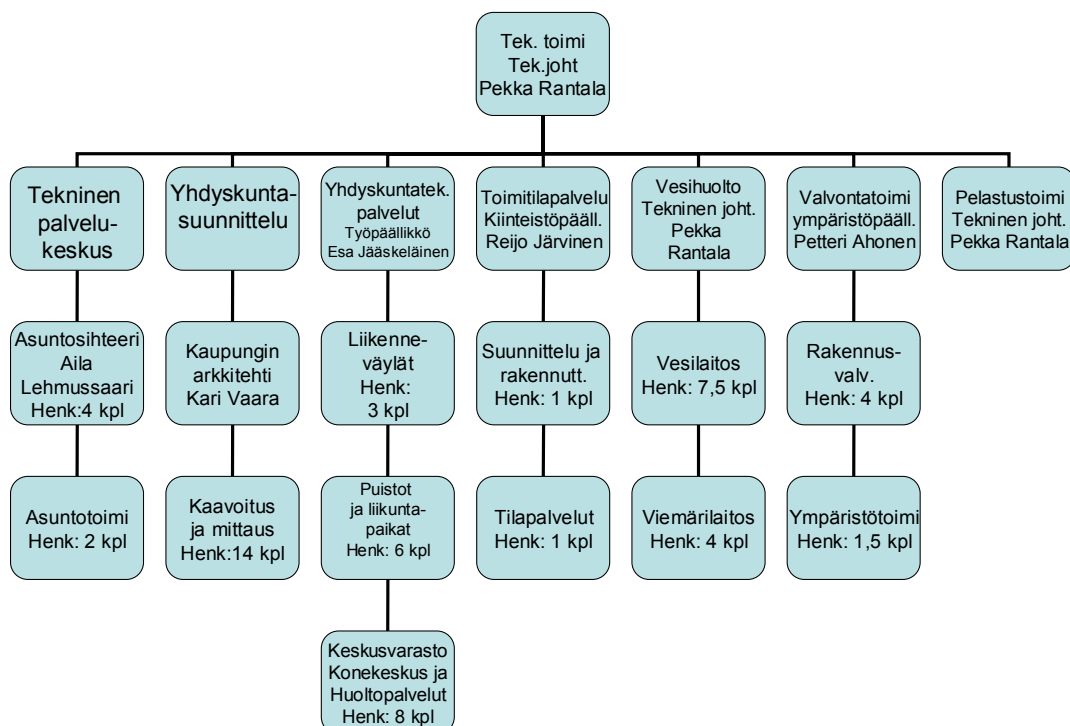 Tek. toimi
Tek.joht
Pekka Rantala
Tekninen
palvelu-
keskus
Yhdyskunta-
suunnittelu
Yhdyskuntatek.
palvelut
Työpäällikkö
Esa Jääskeläinen
Toimitilapalvelu
Kiinteistöpääll.
Reijo Järvinen
Vesihuolto
Tekninen joht.
Pekka
Rantala
Valvontatoimi
ympäristöpääll.
Petteri Ahonen
Pelastustoimi
Tekninen joht.
Pekka Rantala
Asuntosihteeri
Aila
Lehmussaari
Henk:4 kpl
Kaupungin
arkkitehti
Kari Vaara
Liikenne-
väylät
Henk:
3 kpl
Suunnittelu ja
rakennutt.
Henk: 1 kpl
Vesilaitos
Henk: 7,5 kpl
Rakennus-
valv.
Henk: 4 kpl
Asuntotoimi
Henk: 2 kpl
Kaavoitus
ja mittaus
Henk:14 kpl
Puistot
ja liikunta-
paikat
Henk: 6 kpl
Tilapalvelut
Henk: 1 kpl
Viemärilaitos
Henk: 4 kpl
Ympäristötoimi
Henk: 1,5 kpl
Keskusvarasto
Konekeskus ja
Huoltopalvelut
Henk: 8 kpl